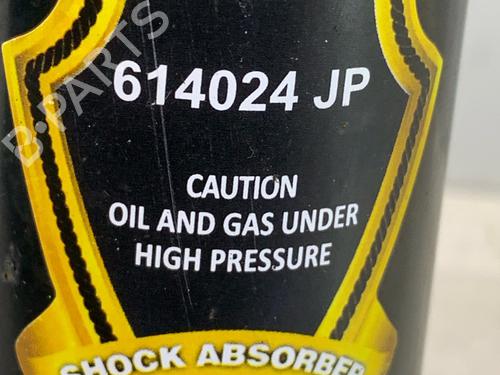 B-PARTS
614024 JP
CAUTION
OIL AND GAS UNDER
HIGH PRESSURE
SHOCK ABSORBER